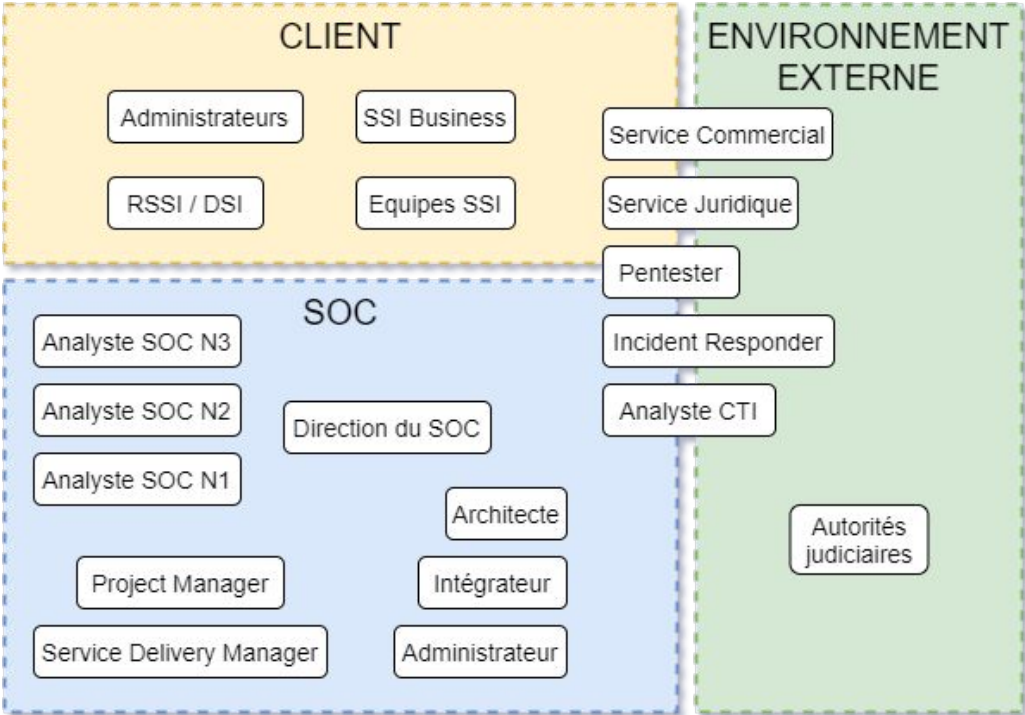 CLIENT
Administrateurs
SSI Business
RSSI / DSI
Equipes SSI
ENVIRONNEMENT
EXTERNE
Service Commercial
Service Juridique
Pentester
Incident Responder
Analyste CTI
Autorités
judiciaires
SOC
Analyste SOC N3
Analyste SOC N2
Analyste SOC N1
Direction du SOC
Architecte
Project Manager
Intégrateur
Service Delivery Manager
Administrateur